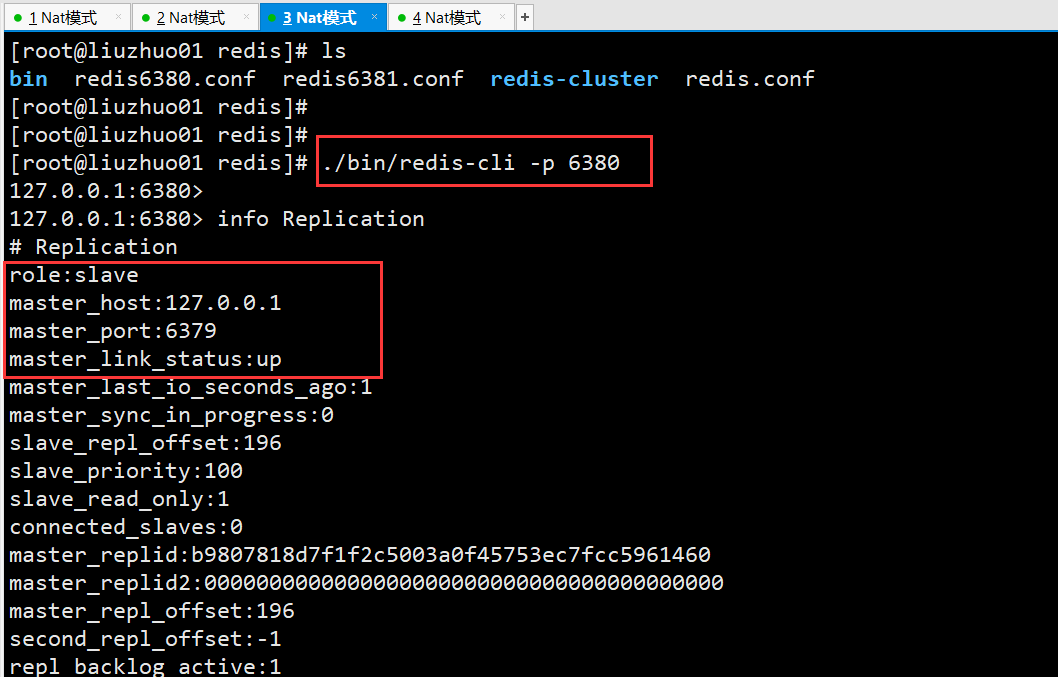 1 Nat模式 × 2 Nat模式 × 3 Nat模式 × 4 Nat模式 × +
[root@liuzhuo01 redis]# ls
bin  redis6380.conf  redis6381.conf  redis-cluster  redis.conf
[root@liuzhuo01 redis]#
[root@liuzhuo01 redis]#
[root@liuzhuo01 redis]# ./bin/redis-cli -p 6380
127.0.0.1:6380>
127.0.0.1:6380> info Replication
# Replication
role:slave
master_host:127.0.0.1
master_port:6379
master_link_status:up
master_last_io_seconds_ago:1
master_sync_in_progress:0
slave_repl_offset:196
slave_priority:100
slave_read_only:1
connected_slaves:0
master_replid:b9807818d7f1f2c5003a0f45753ec7fcc5961460
master_replid2:0000000000000000000000000000000000000000
master_repl_offset:196
second_repl_offset:-1
repl_backlog_active:1